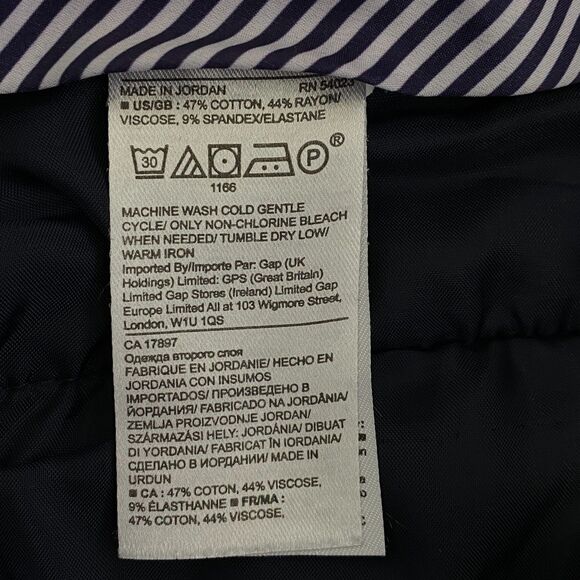 MADE IN JORDAN RN 54023
US/GB : 47% COTTON, 44% RAYON/
VISCOSE, 9% SPANDEX/ELASTANE
30 P ®
1166
MACHINE WASH COLD GENTLE
CYCLE/ ONLY NON-CHLORINE BLEACH
WHEN NEEDED/ TUMBLE DRY LOW/
WARM IRON
Imported By/Importe Par: Gap (UK
Holdings) Limited: GPS (Great Britain)
Limited Gap Stores (Ireland) Limited Gap
Europe Limited All at 103 Wigmore Street,
London, W1U 1QS
CA 17897
Одежда второго слоя
FABRIQUE EN JORDANIE/ HECHO EN
JORDANIA CON INSUMOS
IMPORTADOS/ ПРОИЗВЕДЕНО В
ЙОРДАНИЯ/ FABRICADO NA JORDÂNIA/
ZEMLJA PROIZVODNJE JORDAN/
SZÁRMAZÁSI HELY: JORDÁNIA/ DIBUAT
DI YORDANIA/ FABBRICAT ÎN IORDANIA/
СДЕЛАНО В ИОРДАНИИ/ MADE IN
URDUN
CA : 47% COTON, 44% VISCOSE,
9% ÉLASTHANNE FR/MA :
47% COTON, 44% VISCOSE,